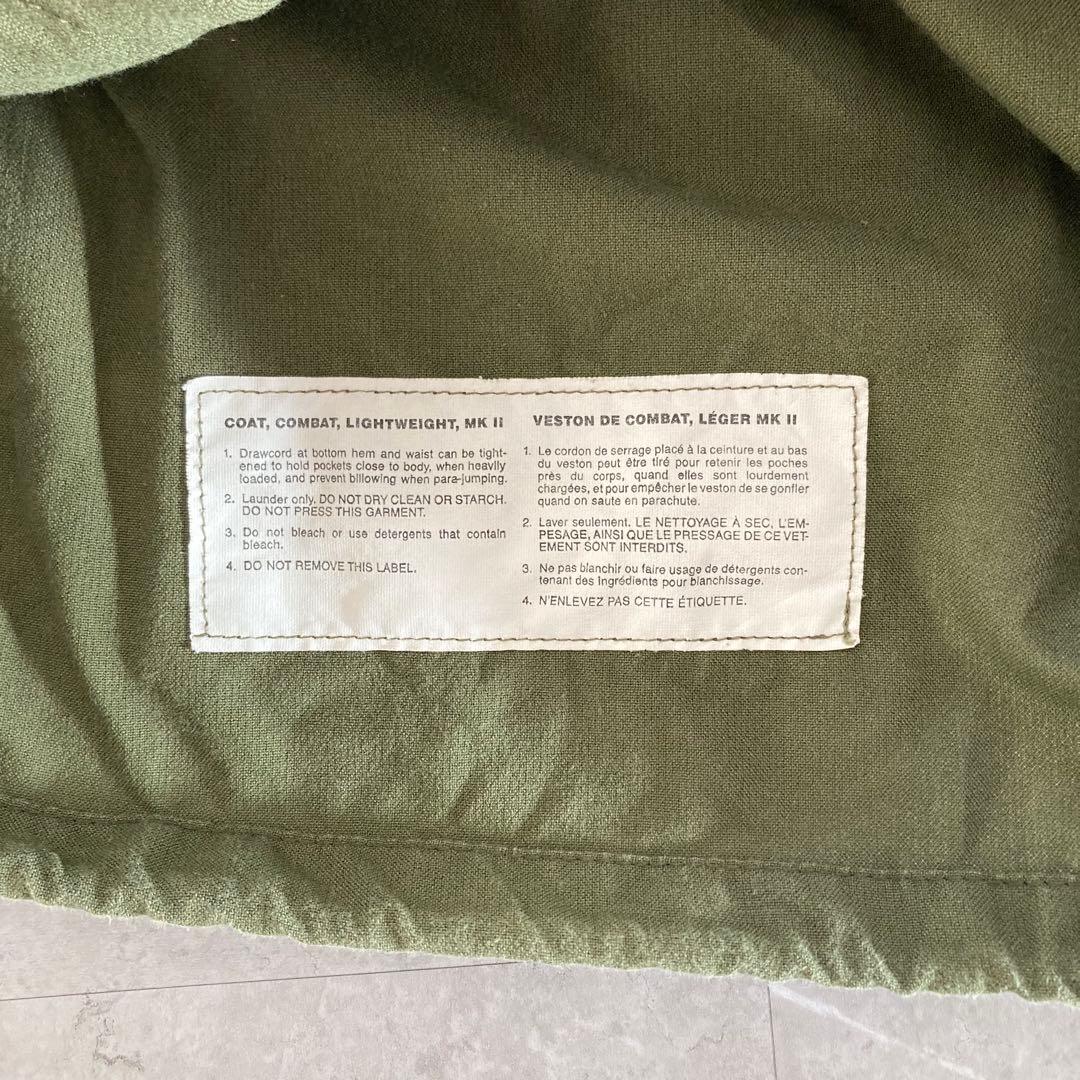 COAT, COMBAT, LIGHTWEIGHT, MK II
1. Drawcord at bottom hem and waist can be tight-
ened to hold pockets close to body, when heavily
loaded, and prevent billowing when para-jumping.
2. Launder only. DO NOT DRY CLEAN OR STARCH.
DO NOT PRESS THIS GARMENT.
3. Do not bleach or use detergents that contain
bleach.
4. DO NOT REMOVE THIS LABEL.
VESTON DE COMBAT, LÉGER MK II
1. Le cordon de serrage placé à la ceinture et au bas
du veston peut être tiré pour retenir les poches
près du corps, quand elles sont lourdement
chargées, et pour empêcher le veston de se gonfler
quand on saute en parachute.
2. Laver seulement. LE NETTOYAGE À SEC, L'EM-
PESAGE, AINSI QUE LE PRESSAGE DE CE VET-
EMENT SONT INTERDITS.
3. Ne pas blanchir ou faire usage de détergents con-
tenant des ingrédients pour blanchissage.
4. N'ENLEVEZ PAS CETTE ÉTIQUETTE.